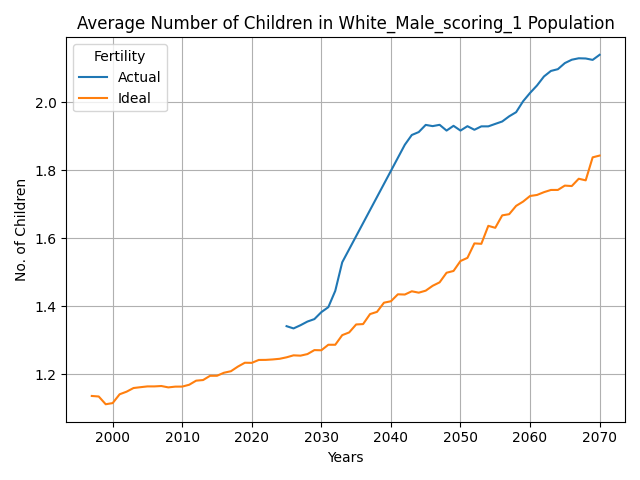 Average Number of Children in White_Male_scoring_1 Population
Fertility
Actual
Ideal
No. of Children
2.0
1.8
1.6
1.4
1.2
2000 2010 2020 2030 2040 2050 2060 2070
Years